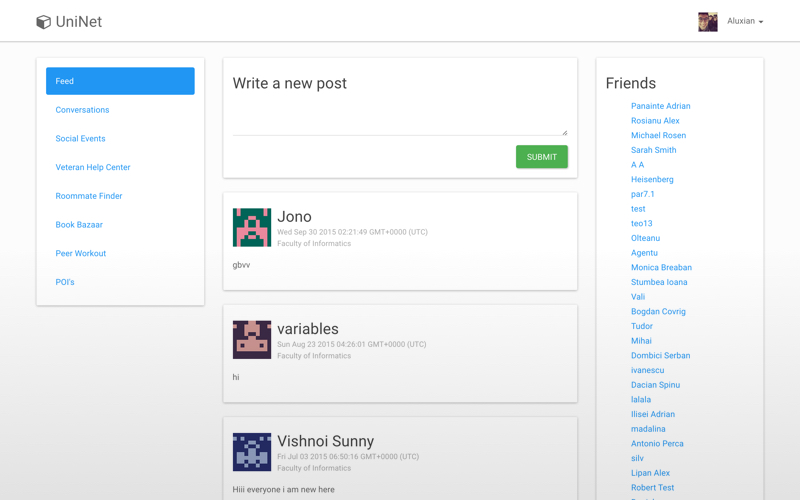 UniNet
Aluxian
Feed
Conversations
Social Events
Veteran Help Center
Roommate Finder
Book Bazaar
Peer Workout
POI's
Write a new post
SUBMIT
Jono
Wed Sep 30 2015 02:21:49 GMT+0000 (UTC)
Faculty of Informatics
gbvv
variables
Sun Aug 23 2015 04:26:01 GMT+0000 (UTC)
Faculty of Informatics
hi
Vishnoi Sunny
Fri Jul 03 2015 06:50:16 GMT+0000 (UTC)
Faculty of Informatics
Hiii everyone i am new here
Friends
Panainte Adrian
Rosianu Alex
Michael Rosen
Sarah Smith
A A
Heisenberg
par7.1
test
teo13
Olteanu
Agentu
Monica Breaban
Stumbea Ioana
Vali
Bogdan Covrig
Tudor
Mihai
Dombici Serban
ivanescu
Dacian Spinu
lalala
Ilisei Adrian
madalina
Antonio Perca
silv
Lipan Alex
Robert Test